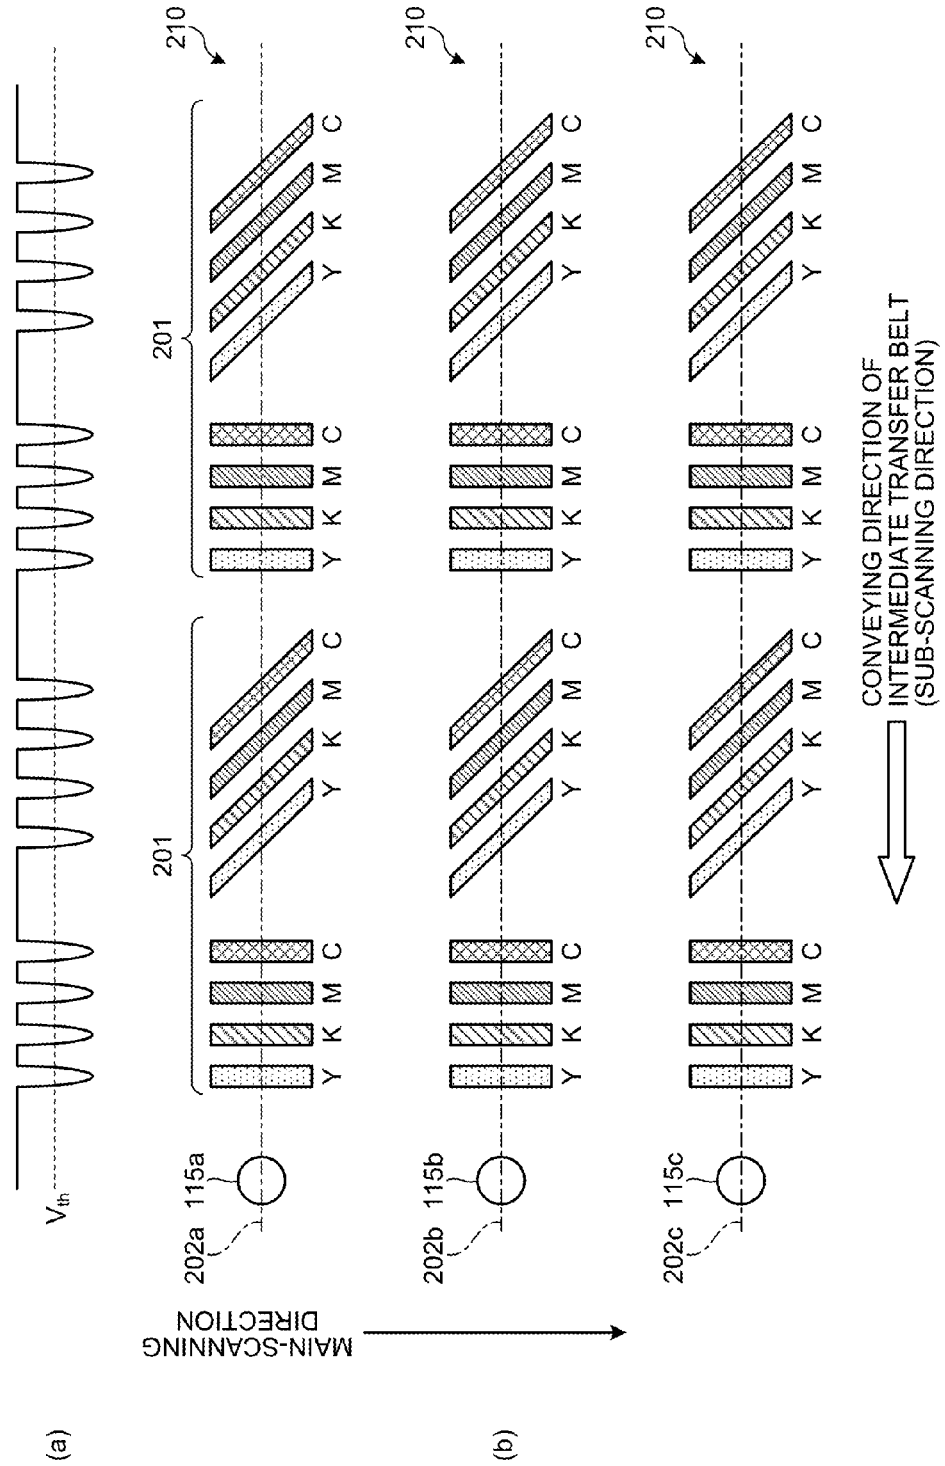 (a)
V_th
210
201
201
Y K M C Y K M C Y K M C Y K M C
115a
202a
MAIN-SCANNING
DIRECTION
(b)
210
Y K M C Y K M C Y K M C Y K M C
115b
202b
210
Y K M C Y K M C Y K M C Y K M C
115c
202c
CONVEYING DIRECTION OF
INTERMEDIATE TRANSFER BELT
(SUB-SCANNING DIRECTION)